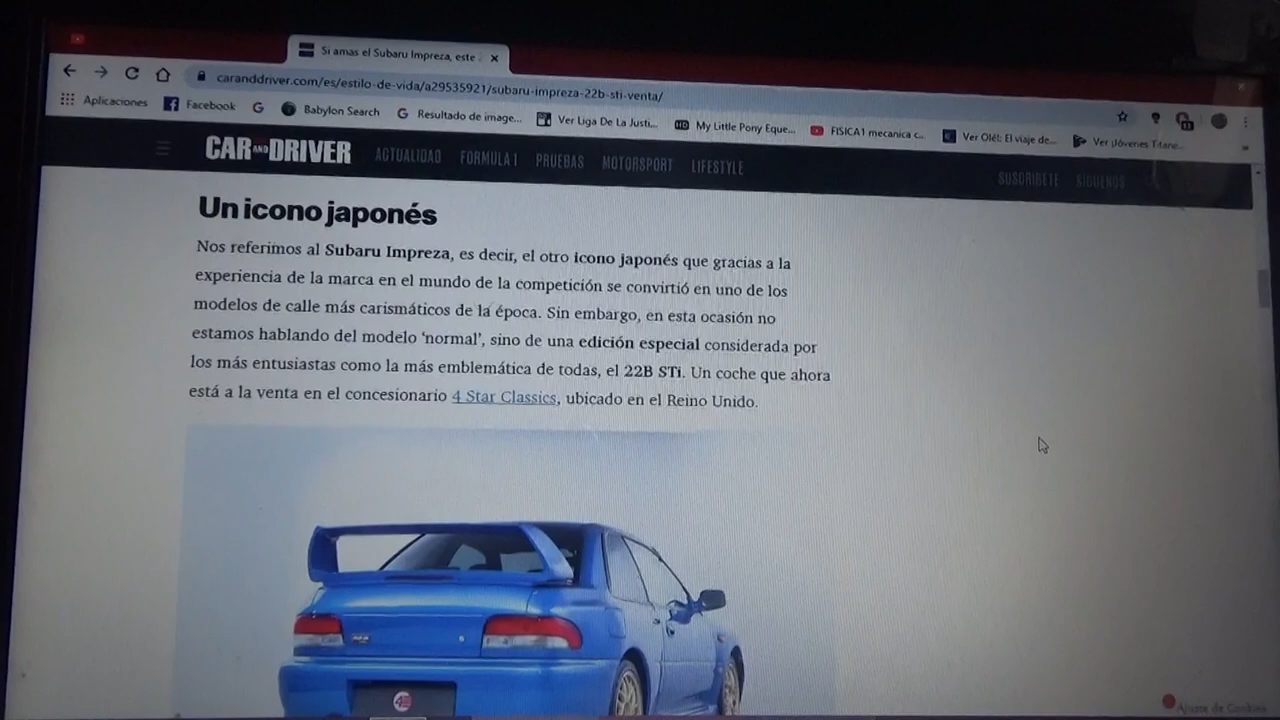 Si amas el Subaru Impreza, este
caranddriver.com/es/estilo-de-vida/a29535921/subaru-impreza-22b-sti-venta/
Aplicaciones Facebook Babylon Search Resultado de image... Ver Liga De La Justi... My Little Pony Eque... FISICA1 mecanica c... Ver Olé!: El viaje de... Ver ¡Jóvenes Titane...
CAR AND DRIVER ACTUALIDAD FORMULA 1 PRUEBAS MOTORSPORT LIFESTYLE SUSCRÍBETE SÍGUENOS
Un icono japonés
Nos referimos al Subaru Impreza, es decir, el otro icono japonés que gracias a la
experiencia de la marca en el mundo de la competición se convirtió en uno de los
modelos de calle más carismáticos de la época. Sin embargo, en esta ocasión no
estamos hablando del modelo ‘normal’, sino de una edición especial considerada por
los más entusiastas como la más emblemática de todas, el 22B STi. Un coche que ahora
está a la venta en el concesionario 4 Star Classics, ubicado en el Reino Unido.